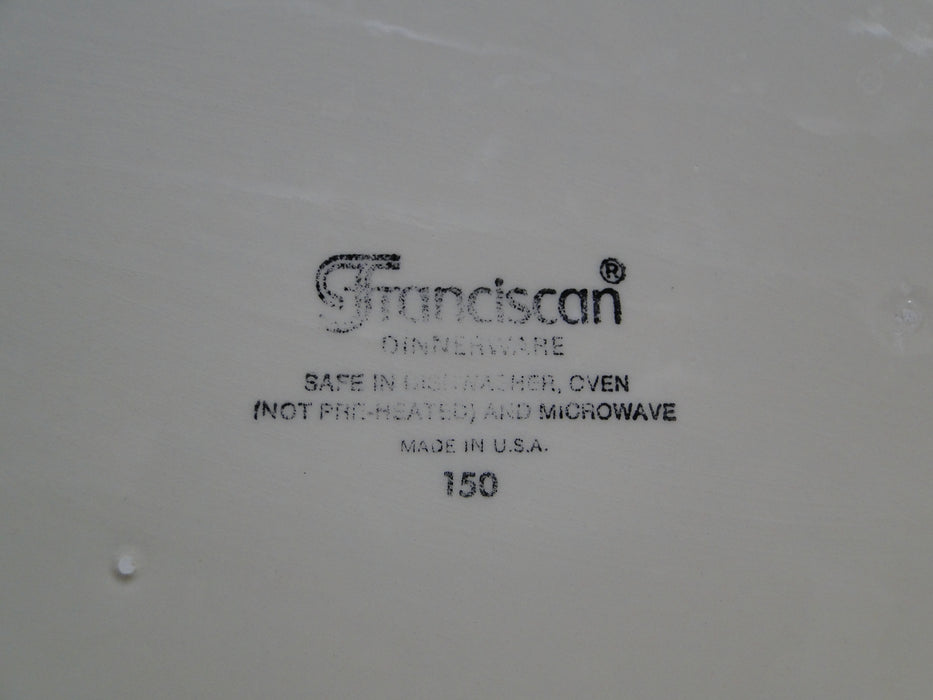 Franciscan®
DINNERWARE
SAFE IN DISHWASHER, OVEN
(NOT PRE-HEATED) AND MICROWAVE
MADE IN U.S.A.
150